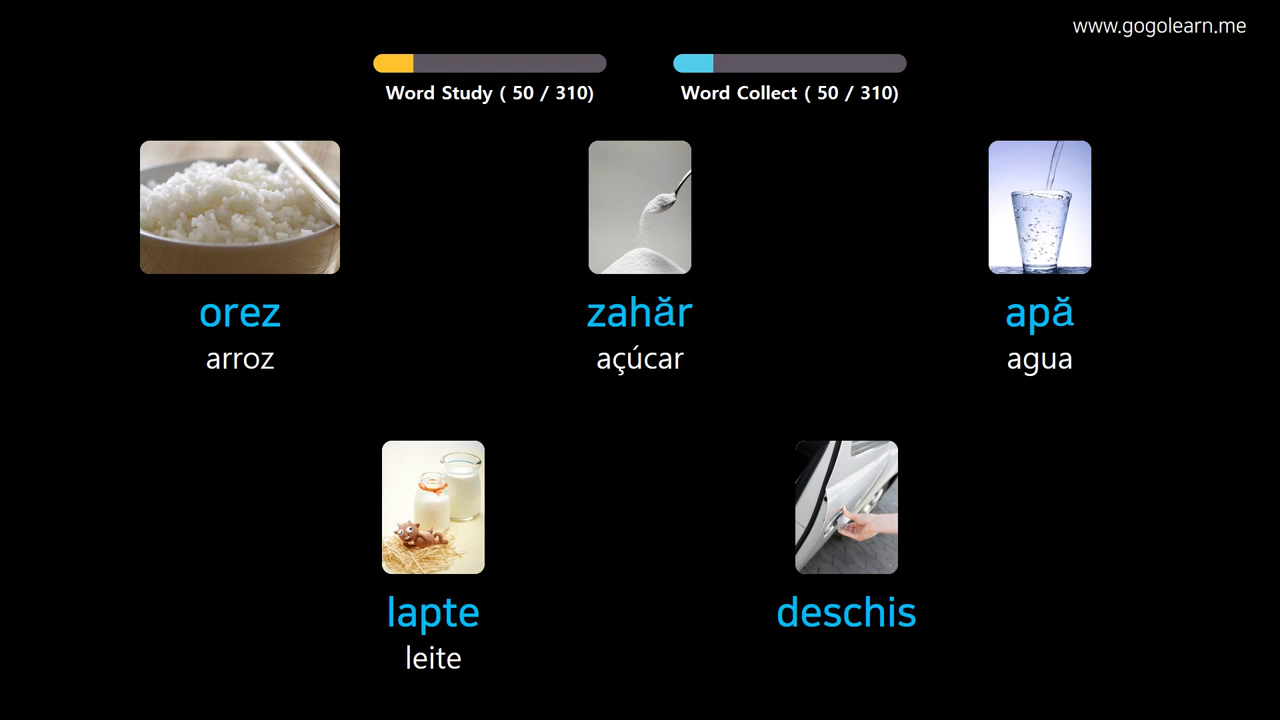 www.gogolearn.me
Word Study ( 50 / 310)
Word Collect ( 50 / 310)
orez
arroz
zahăr
açúcar
apă
agua
lapte
leite
deschis